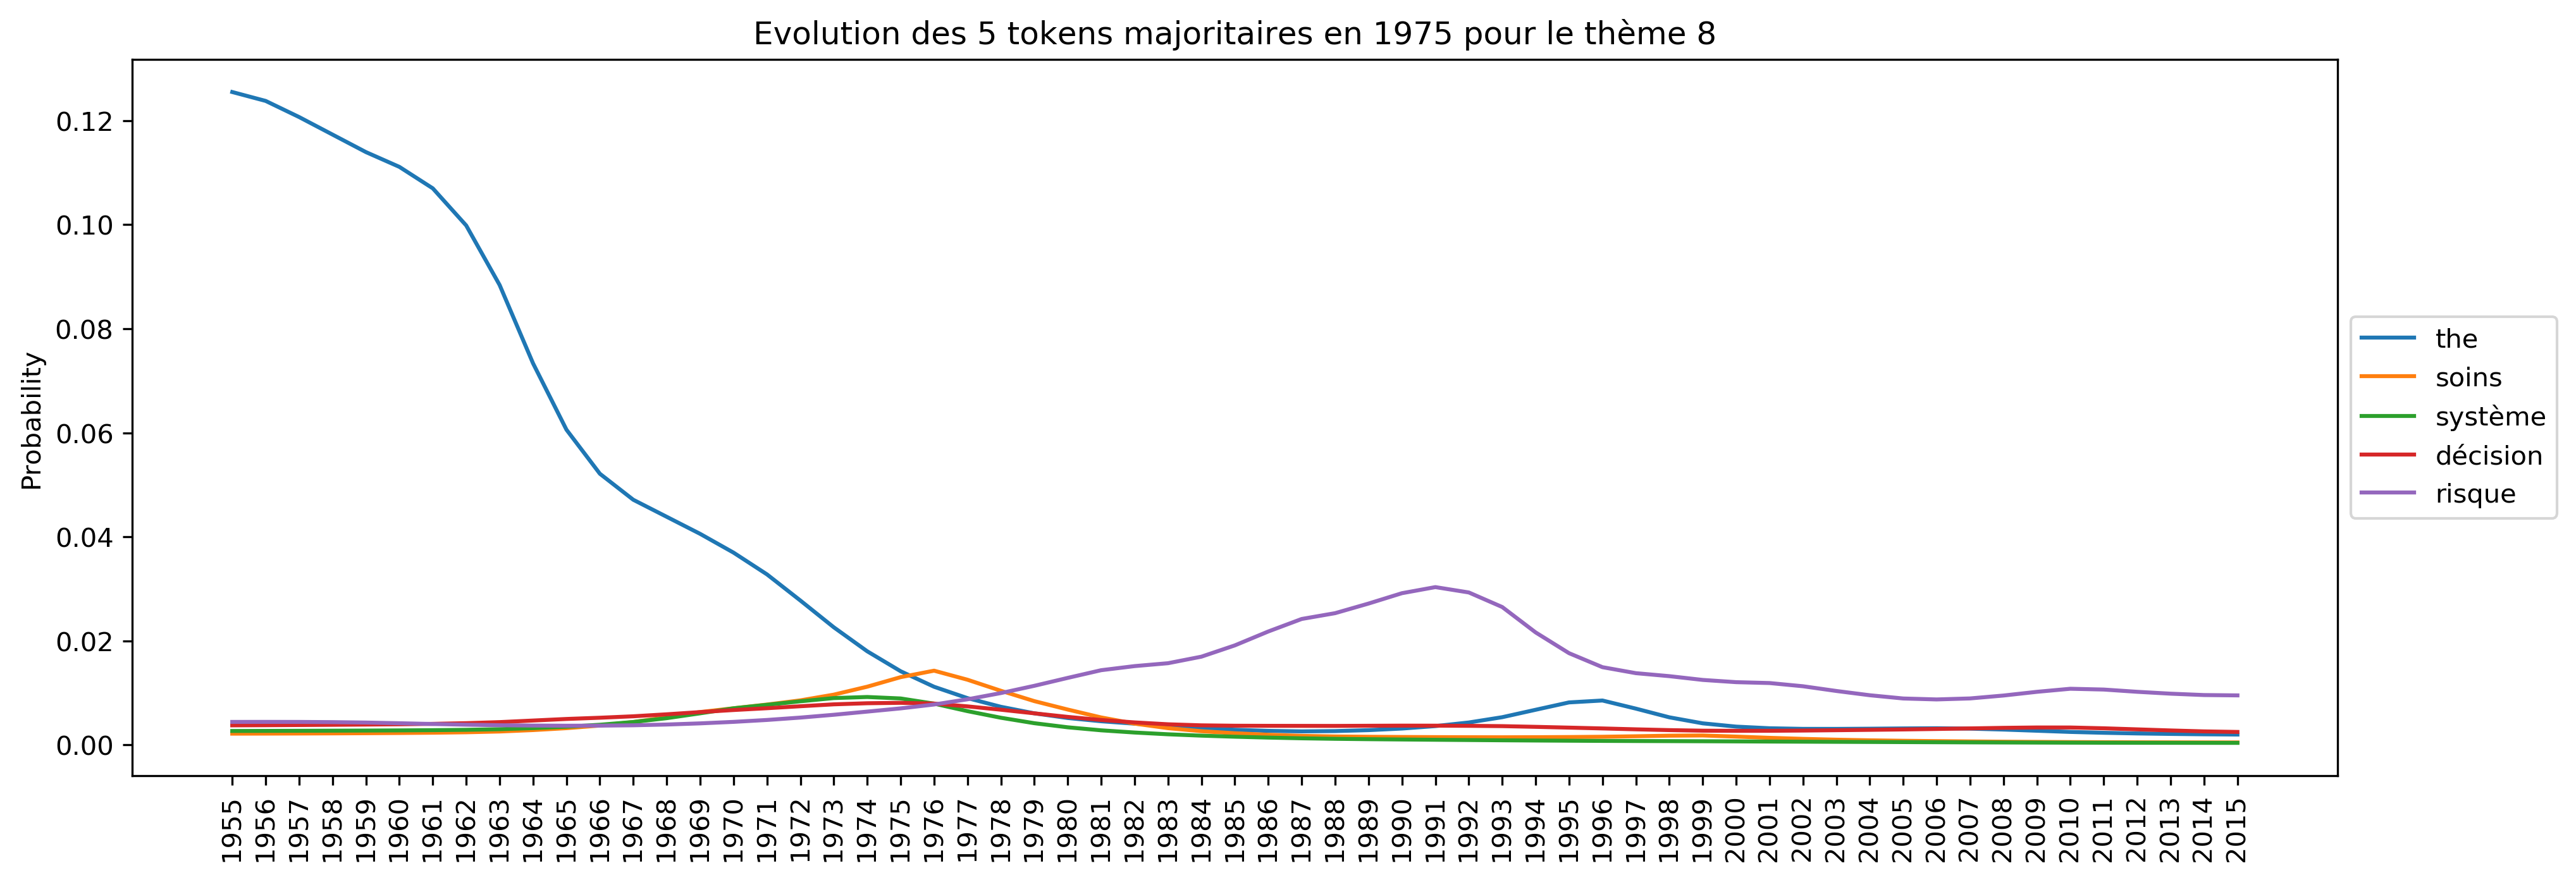 Evolution des 5 tokens majoritaires en 1975 pour le thème 8
Probability
0.12
0.10
0.08
0.06
0.04
0.02
0.00
1955 1956 1957 1958 1959 1960 1961 1962 1963 1964 1965 1966 1967 1968 1969 1970 1971 1972 1973 1974 1975 1976 1977 1978 1979 1980 1981 1982 1983 1984 1985 1986 1987 1988 1989 1990 1991 1992 1993 1994 1995 1996 1997 1998 1999 2000 2001 2002 2003 2004 2005 2006 2007 2008 2009 2010 2011 2012 2013 2014 2015
the
soins
système
décision
risque